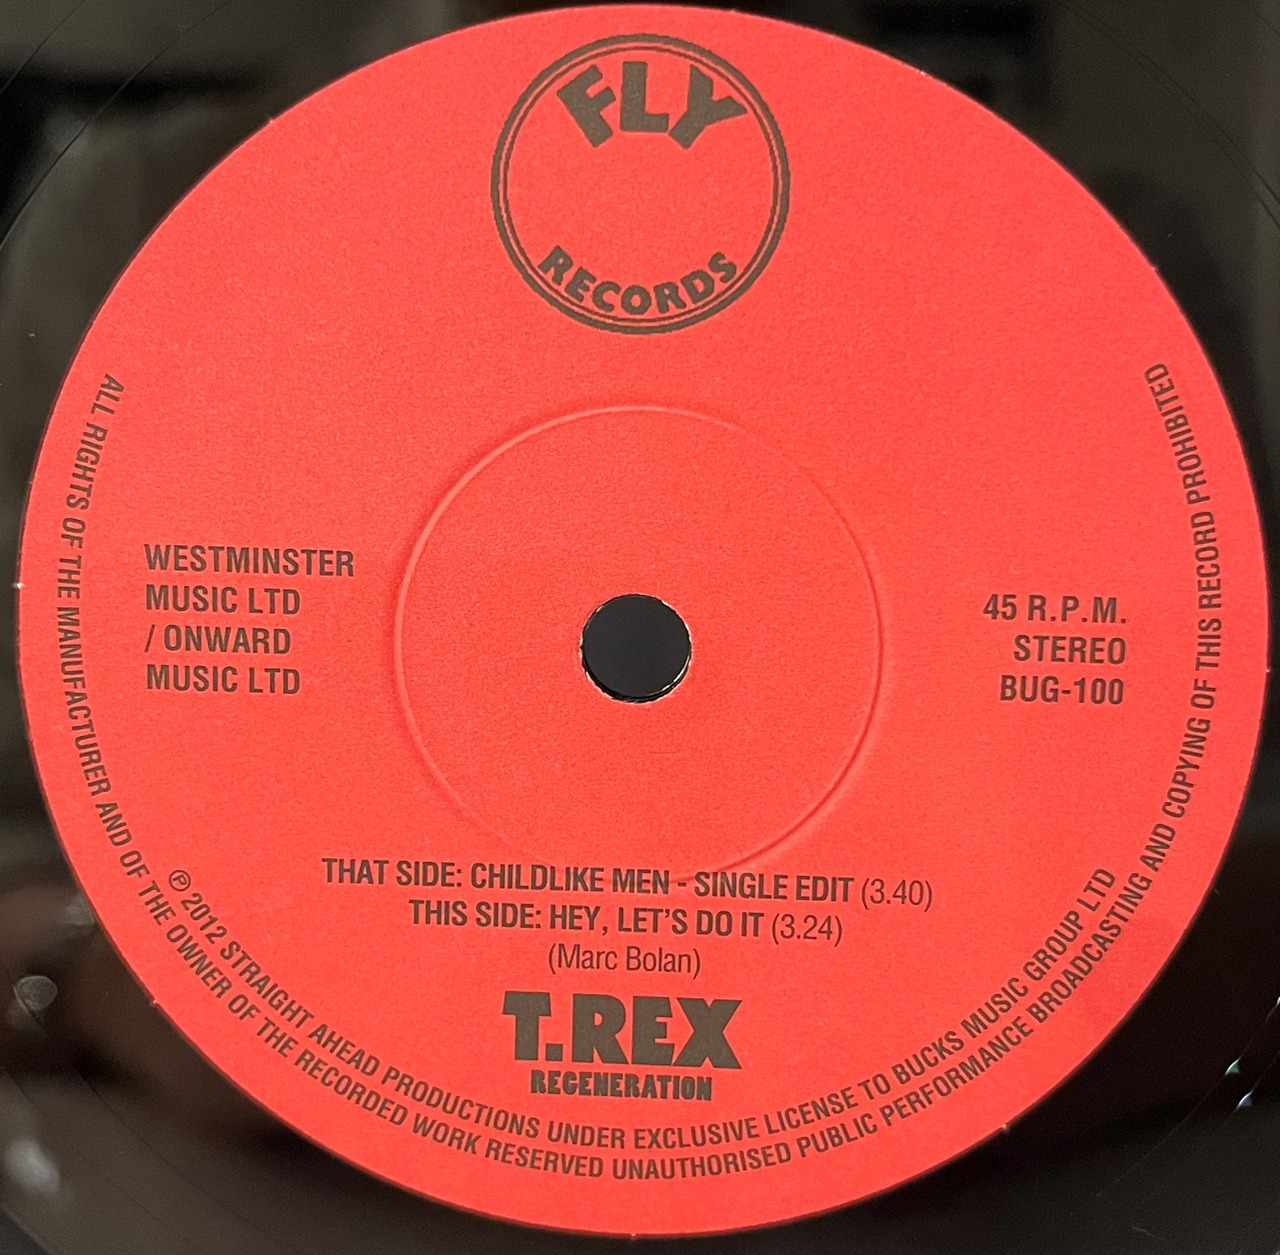 FLY
RECORDS
WESTMINSTER
MUSIC LTD
/ ONWARD
MUSIC LTD
45 R.P.M.
STEREO
BUG-100
THAT SIDE: CHILDLIKE MEN - SINGLE EDIT (3.40)
THIS SIDE: HEY, LET'S DO IT (3.24)
(Marc Bolan)
T.REX
REGENERATION
℗ 2012 STRAIGHT AHEAD PRODUCTIONS UNDER EXCLUSIVE LICENSE TO BUCKS MUSIC GROUP LTD
ALL RIGHTS OF THE MANUFACTURER AND OF THE OWNER OF THE RECORDED WORK RESERVED UNAUTHORISED PUBLIC PERFORMANCE BROADCASTING AND COPYING OF THIS RECORD PROHIBITED